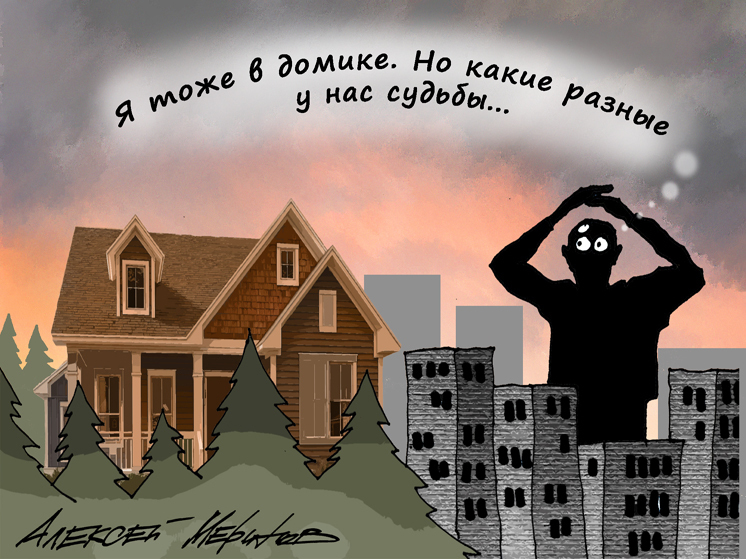 Я тоже в домике. Но какие разные
у нас судьбы...
Алексей Меринов